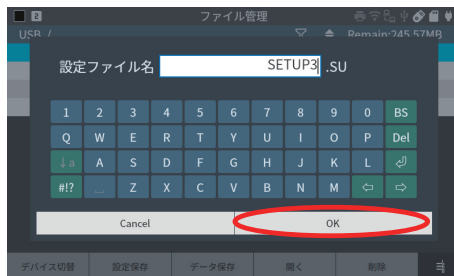 2 ファイル管理
USB / Remain:245.57MB
設定ファイル名 SETUP3 .SU
1 2 3 4 5 6 7 8 9 0 BS
Q W E R T Y U I O P Del
↓a A S D F G H J K L
#!? Z X C V B N M
Cancel OK
デバイス切替 設定保存 データ保存 開く 削除